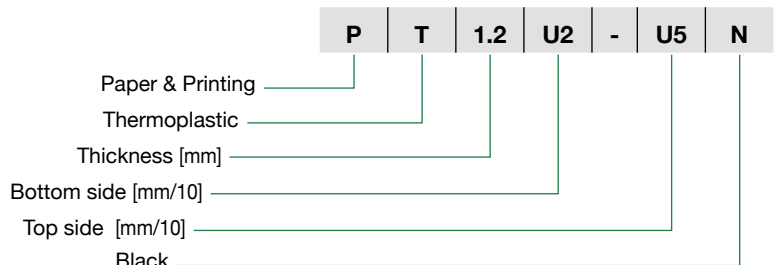 P T 1.2 U2 - U5 N
Paper & Printing
Thermoplastic
Thickness [mm]
Bottom side [mm/10]
Top side [mm/10]
Black